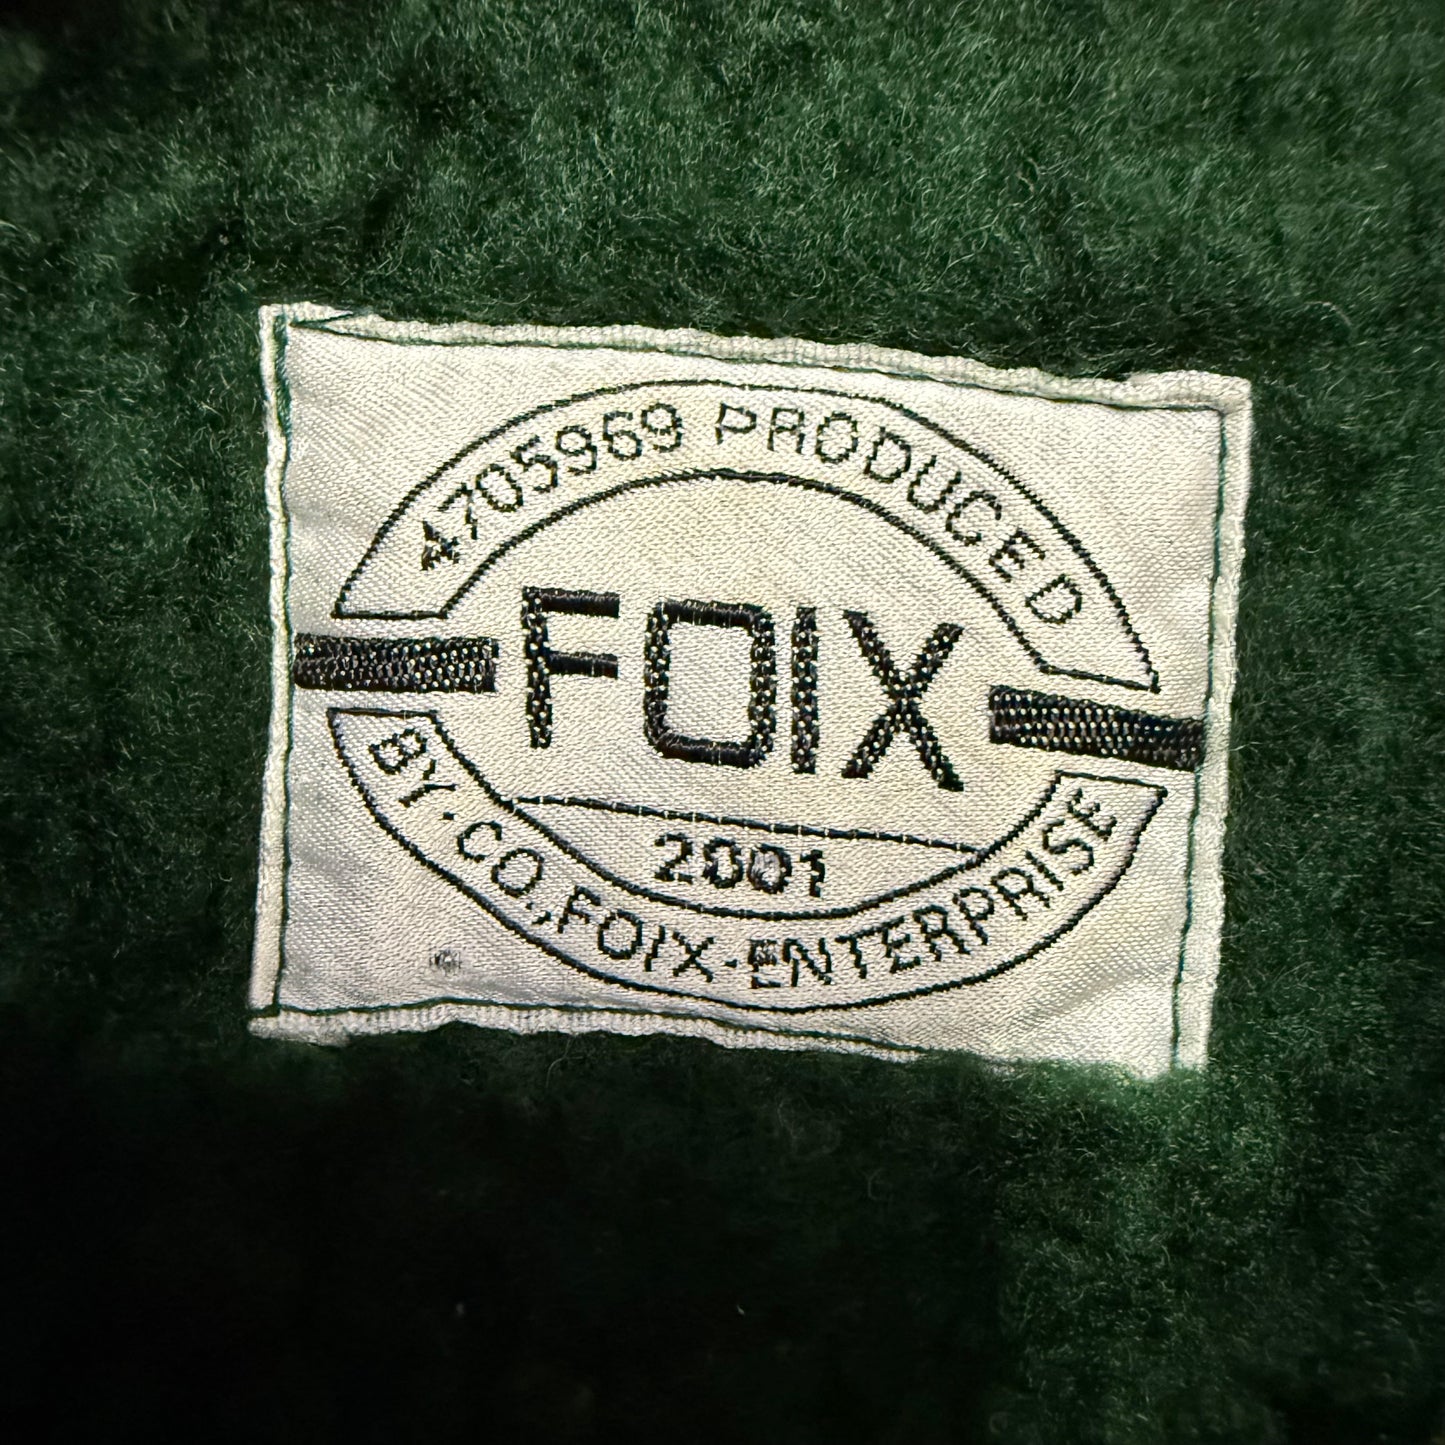 4705969 PRODUCED
FOIX
2001
BY·CO.,FOIX-ENTERPRISE